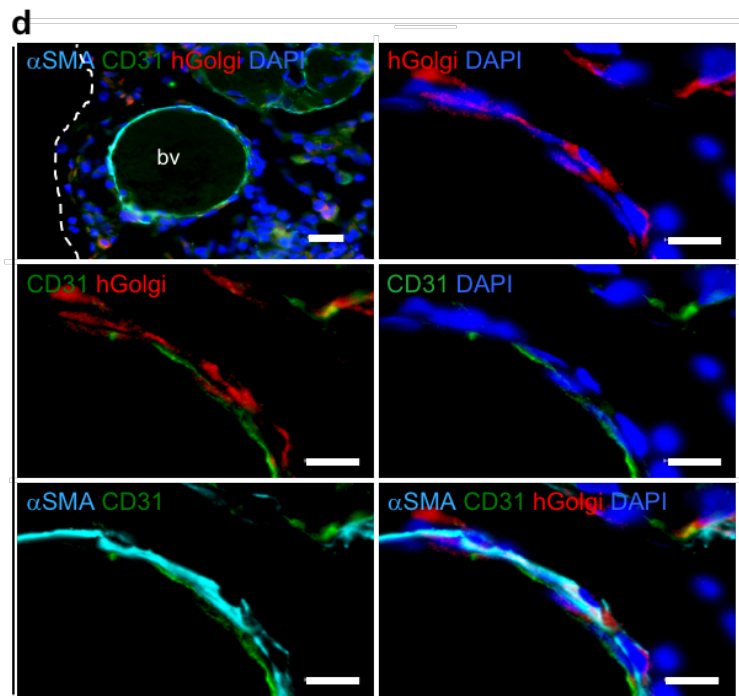 d
αSMA CD31 hGolgi DAPI
bv
hGolgi DAPI
CD31 hGolgi
CD31 DAPI
αSMA CD31
αSMA CD31 hGolgi DAPI